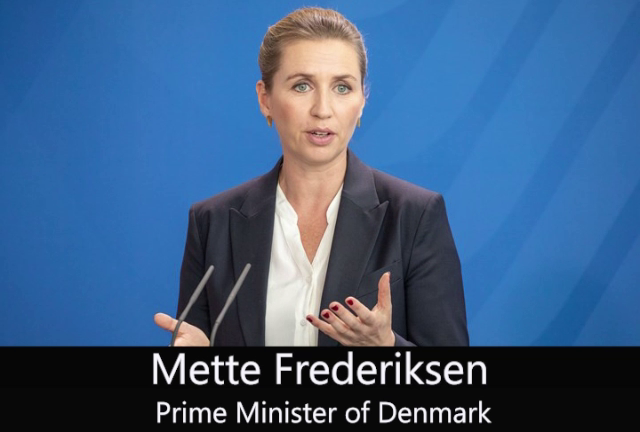 Mette Frederiksen
Prime Minister of Denmark